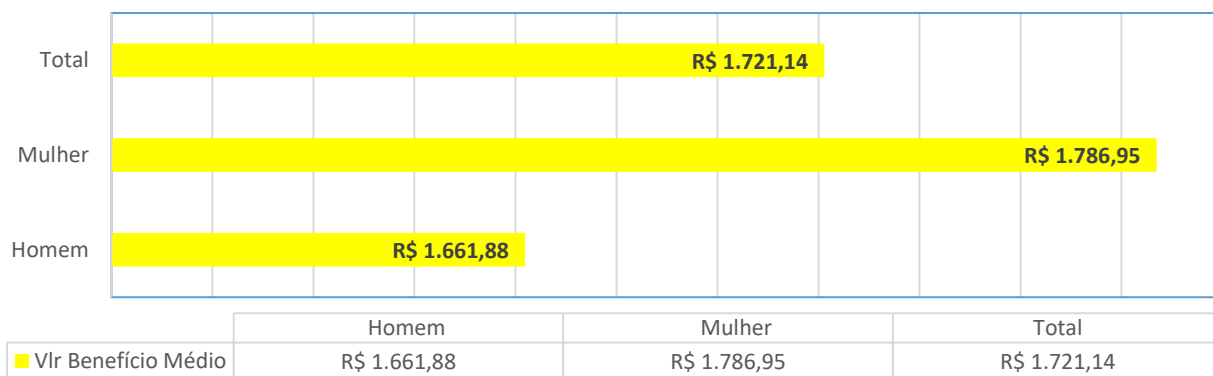 Total
R$ 1.721,14
Mulher
R$ 1.786,95
Homem
R$ 1.661,88
Homem Mulher Total
Vlr Benefício Médio R$ 1.661,88 R$ 1.786,95 R$ 1.721,14